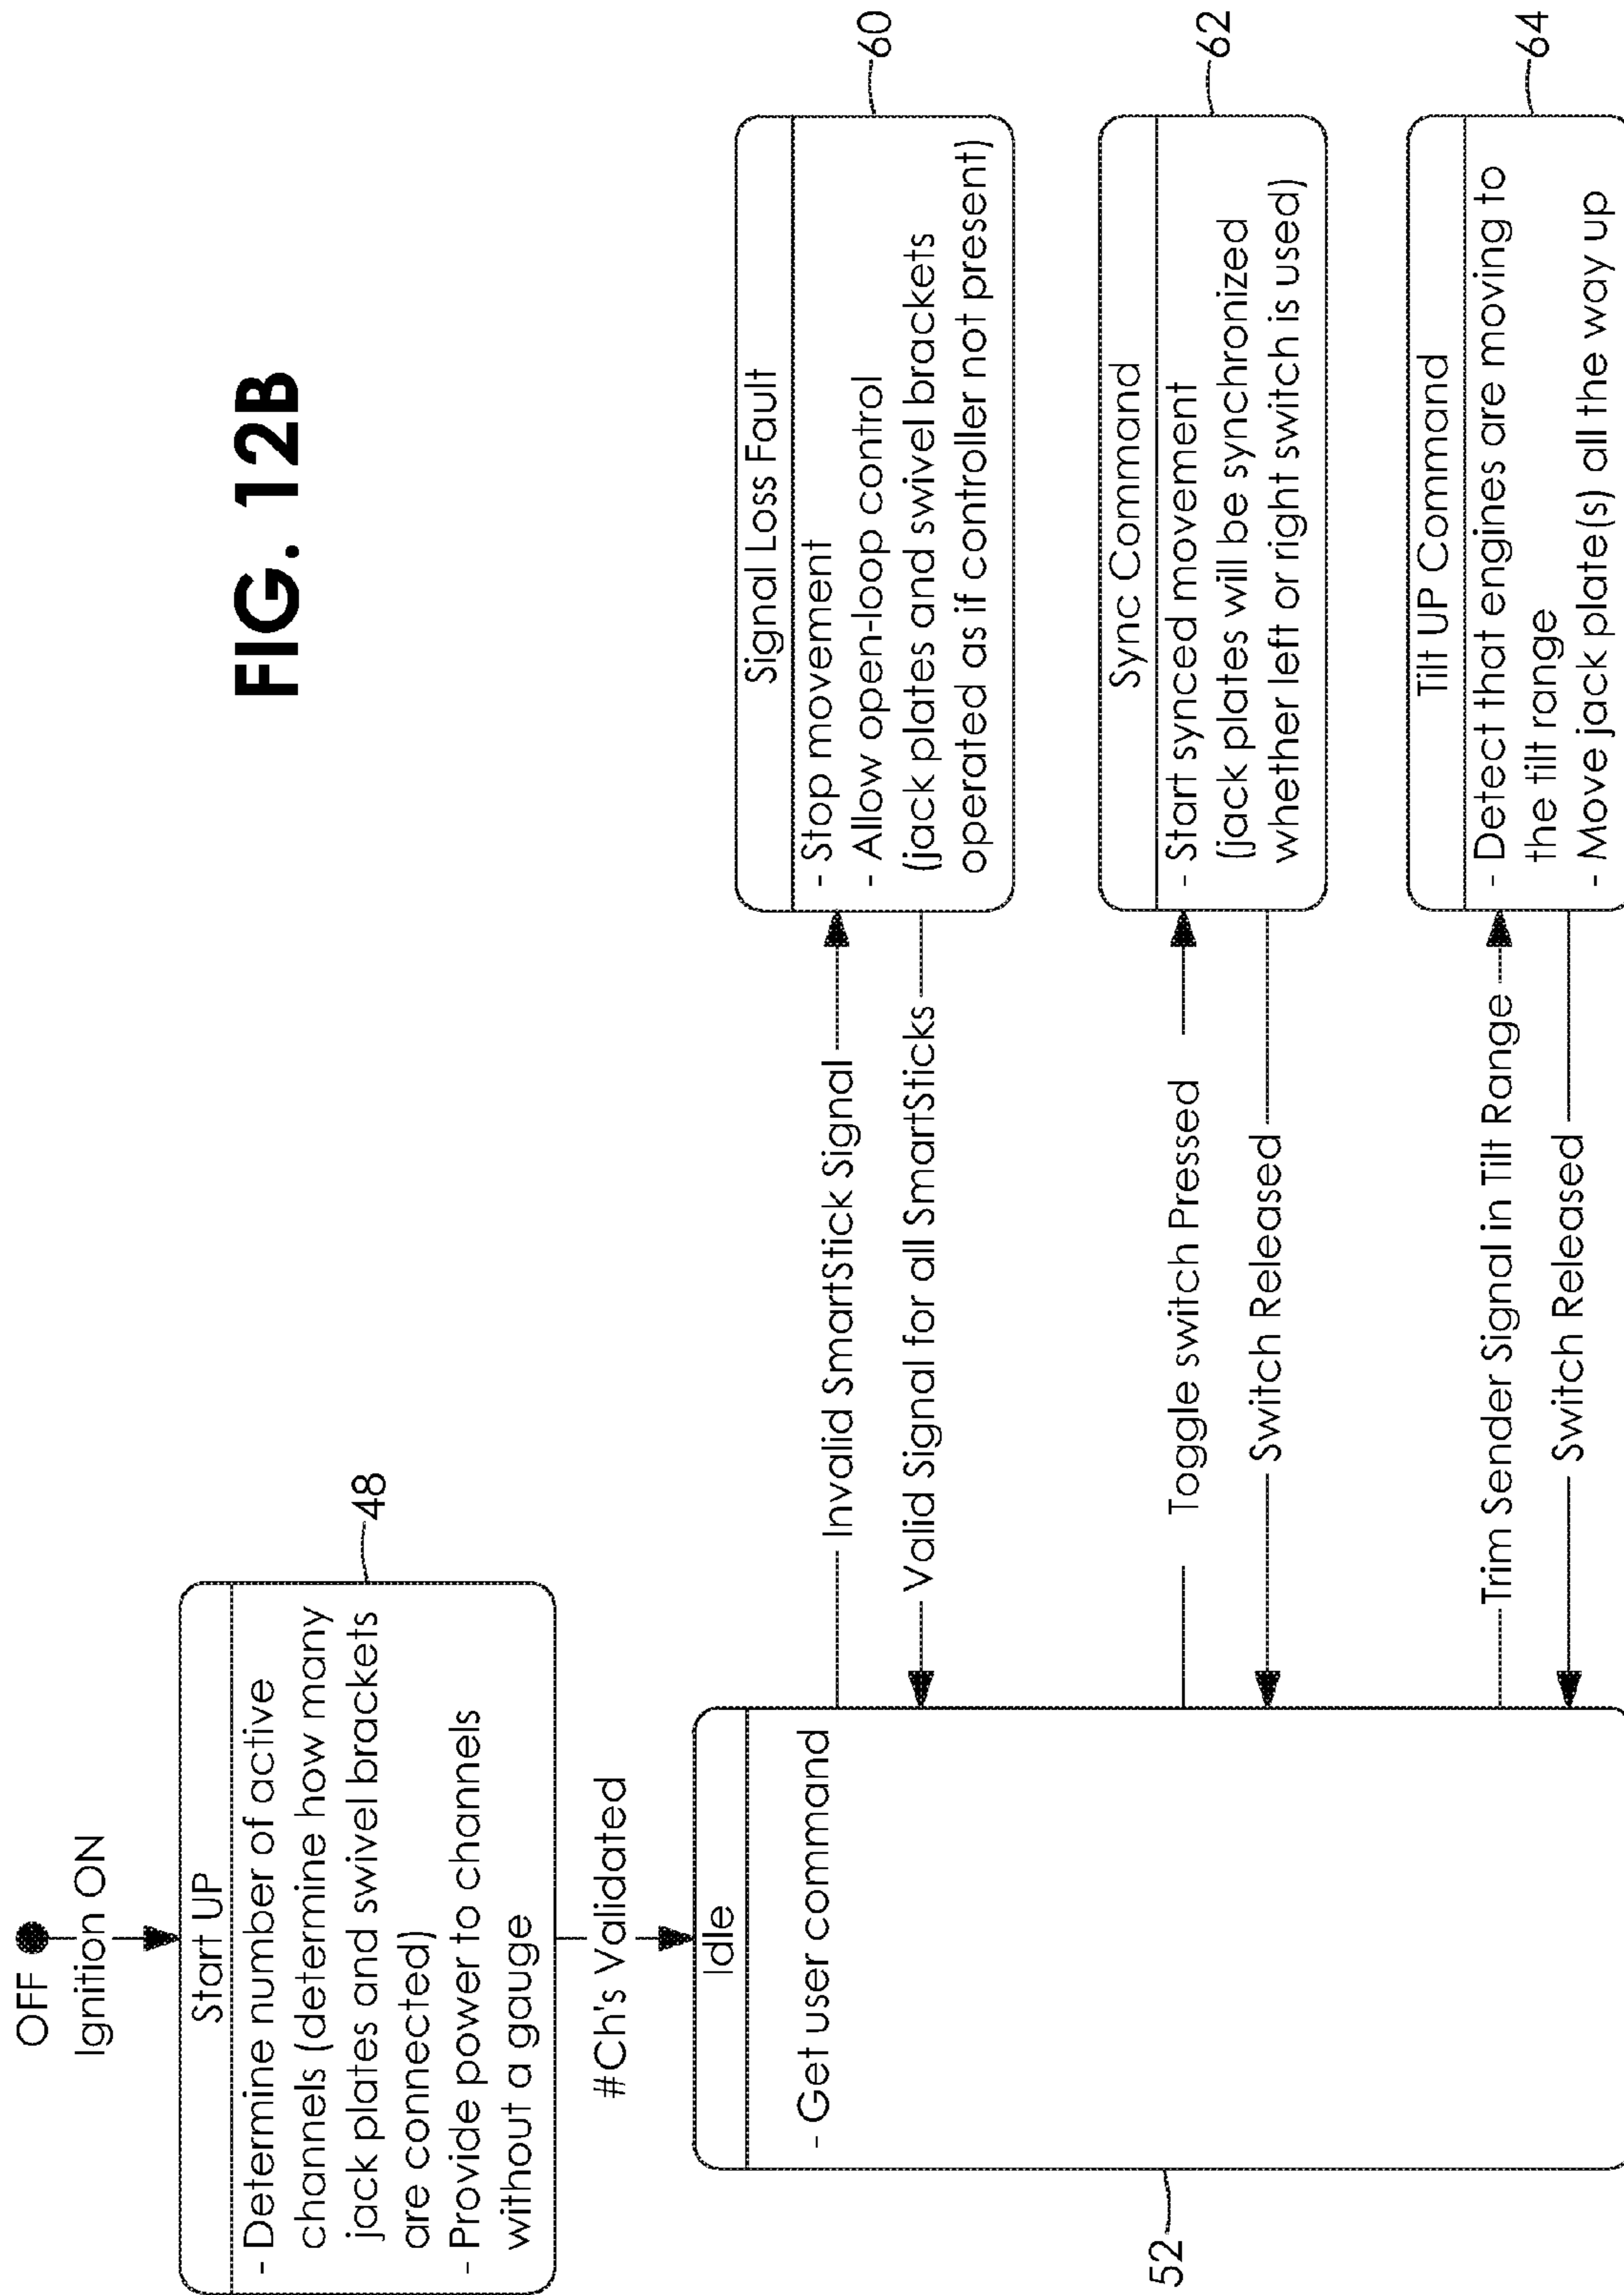 FIG. 12B
OFF
Ignition ON
Start UP
- Determine number of active
channels (determine how many
jack plates and swivel brackets
are connected)
- Provide power to channels
without a gauge
48
#Ch's Validated
Idle
- Get user command
52
Invalid SmartStick Signal
Valid Signal for all SmartSticks
Signal Loss Fault
- Stop movement
- Allow open-loop control
(jack plates and swivel brackets
operated as if controller not present)
60
Toggle switch Pressed
Switch Released
Sync Command
- Start synced movement
(jack plates will be synchronized
whether left or right switch is used)
62
Trim Sender Signal in Tilt Range
Switch Released
Tilt UP Command
- Detect that engines are moving to
the tilt range
- Move jack plate(s) all the way up
64